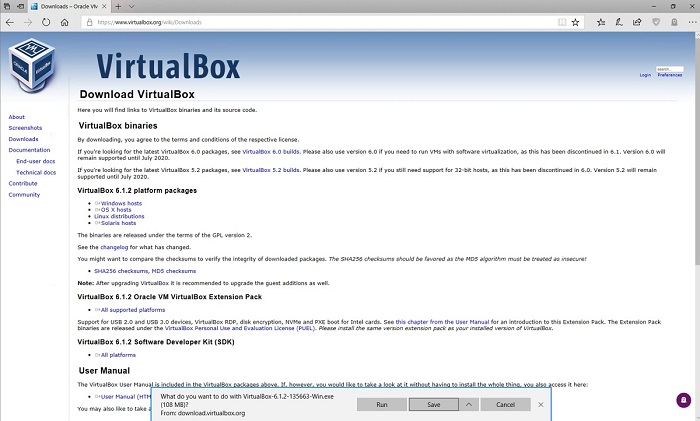 Downloads – Oracle VM
https://www.virtualbox.org/wiki/Downloads
VirtualBox
search...
Login Preferences
About
Screenshots
Downloads
Documentation
End-user docs
Technical docs
Contribute
Community
Download VirtualBox
Here you will find links to VirtualBox binaries and its source code.
VirtualBox binaries
By downloading, you agree to the terms and conditions of the respective license.
If you're looking for the latest VirtualBox 6.0 packages, see VirtualBox 6.0 builds. Please also use version 6.0 if you need to run VMs with software virtualization, as this has been discontinued in 6.1. Version 6.0 will
remain supported until July 2020.
If you're looking for the latest VirtualBox 5.2 packages, see VirtualBox 5.2 builds. Please also use version 5.2 if you still need support for 32-bit hosts, as this has been discontinued in 6.0. Version 5.2 will remain
supported until July 2020.
VirtualBox 6.1.2 platform packages
Windows hosts
OS X hosts
Linux distributions
Solaris hosts
The binaries are released under the terms of the GPL version 2.
See the changelog for what has changed.
You might want to compare the checksums to verify the integrity of downloaded packages. The SHA256 checksums should be favored as the MD5 algorithm must be treated as insecure!
SHA256 checksums, MD5 checksums
Note: After upgrading VirtualBox it is recommended to upgrade the guest additions as well.
VirtualBox 6.1.2 Oracle VM VirtualBox Extension Pack
All supported platforms
Support for USB 2.0 and USB 3.0 devices, VirtualBox RDP, disk encryption, NVMe and PXE boot for Intel cards. See this chapter from the User Manual for an introduction to this Extension Pack. The Extension Pack
binaries are released under the VirtualBox Personal Use and Evaluation License (PUEL). Please install the same version extension pack as your installed version of VirtualBox.
VirtualBox 6.1.2 Software Developer Kit (SDK)
All platforms
User Manual
The VirtualBox User Manual is included in the VirtualBox packages above. If, however, you would like to take a look at it without having to install the whole thing, you also access it here:
User Manual (HTM
You may also like to take a
What do you want to do with VirtualBox-6.1.2-135663-Win.exe
(108 MB)?
From: download.virtualbox.org
Run
Save
Cancel